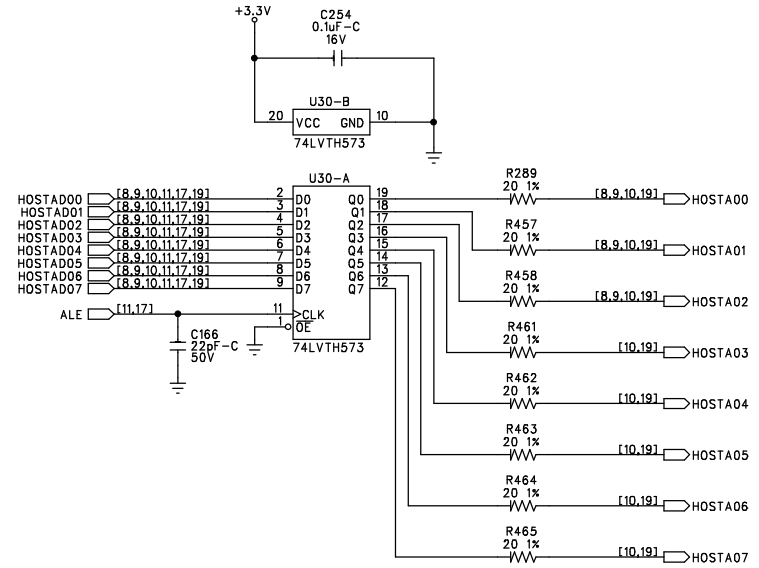 +3.3V
C254
0.1uF-C
16V
U30-B
20 VCC GND 10
74LVTH573
U30-A
HOSTAD00 [8,9,10,11,17,19] 2 D0 Q0 19
HOSTAD01 [8,9,10,11,17,19] 3 D1 Q1 18
HOSTAD02 [8,9,10,11,17,19] 4 D2 Q2 17
HOSTAD03 [8,9,10,11,17,19] 5 D3 Q3 16
HOSTAD04 [8,9,10,11,17,19] 6 D4 Q4 15
HOSTAD05 [8,9,10,11,17,19] 7 D5 Q5 14
HOSTAD06 [8,9,10,11,17,19] 8 D6 Q6 13
HOSTAD07 [8,9,10,11,17,19] 9 D7 Q7 12
ALE [11,17] 11 CLK
1 OE
74LVTH573
C166
22pF-C
50V
R289
20 1%
[8,9,10,19] HOSTA00
R457
20 1%
[8,9,10,19] HOSTA01
R458
20 1%
[8,9,10,19] HOSTA02
R461
20 1%
[10,19] HOSTA03
R462
20 1%
[10,19] HOSTA04
R463
20 1%
[10,19] HOSTA05
R464
20 1%
[10,19] HOSTA06
R465
20 1%
[10,19] HOSTA07